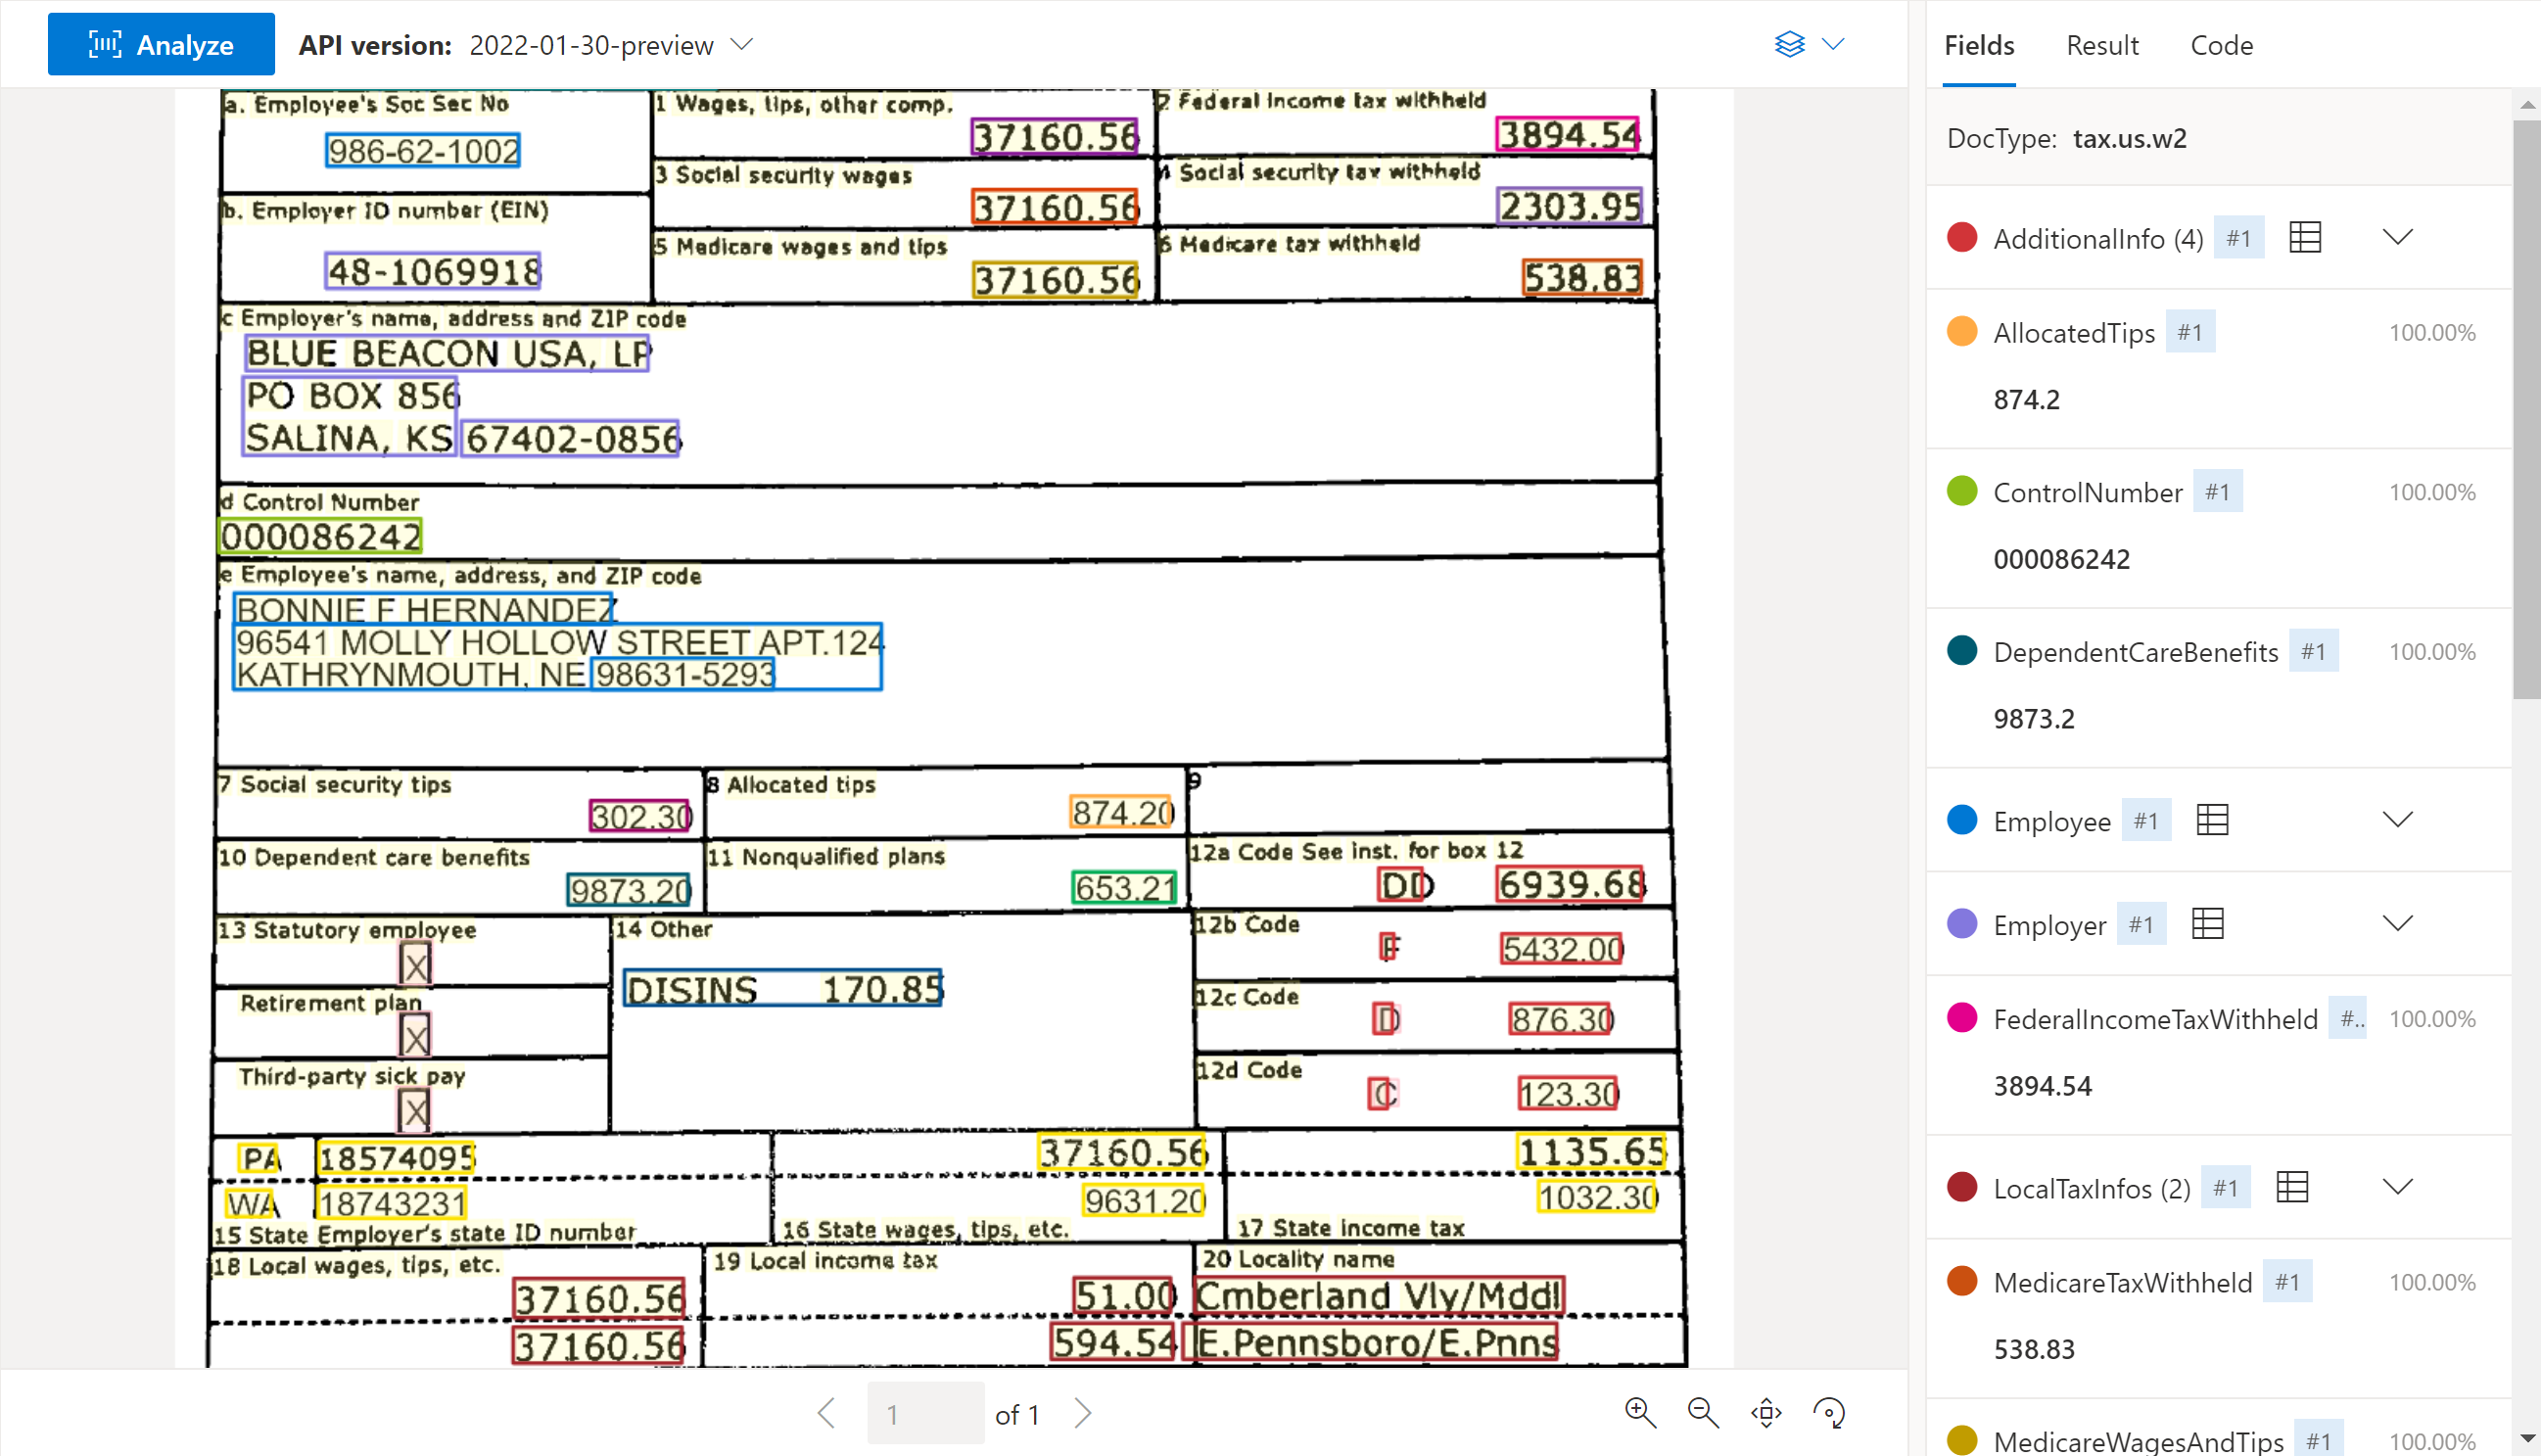 Analyze API version: 2022-01-30-preview
Fields Result Code
a. Employee's Soc Sec No
986-62-1002
1 Wages, tips, other comp.
37160.56
2 Federal income tax withheld
3894.54
3 Social security wages
37160.56
4 Social security tax withheld
2303.95
b. Employer ID number (EIN)
48-1069918
5 Medicare wages and tips
37160.56
6 Medicare tax withheld
538.83
c Employer's name, address and ZIP code
BLUE BEACON USA, LP
PO BOX 856
SALINA, KS 67402-0856
d Control Number
000086242
e Employee's name, address, and ZIP code
BONNIE F HERNANDEZ
96541 MOLLY HOLLOW STREET APT.124
KATHRYNMOUTH, NE 98631-5293
7 Social security tips
302.30
8 Allocated tips
874.20
9
10 Dependent care benefits
9873.20
11 Nonqualified plans
653.21
12a Code See inst. for box 12
DD 6939.68
13 Statutory employee
X
14 Other
DISINS 170.85
12b Code
F 5432.00
Retirement plan
X
12c Code
D 876.30
Third-party sick pay
X
12d Code
C 123.30
PA 18574095 37160.56 1135.65
WA 18743231 9631.20 1032.30
15 State Employer's state ID number 16 State wages, tips, etc. 17 State income tax
18 Local wages, tips, etc. 19 Local income tax 20 Locality name
37160.56 51.00 Cmberland Vly/Mddl
37160.56 594.54 E.Pennsboro/E.Pnns
1 of 1
DocType: tax.us.w2
AdditionalInfo (4) #1
AllocatedTips #1 100.00%
874.2
ControlNumber #1 100.00%
000086242
DependentCareBenefits #1 100.00%
9873.2
Employee #1
Employer #1
FederalIncomeTaxWithheld #.. 100.00%
3894.54
LocalTaxInfos (2) #1
MedicareTaxWithheld #1 100.00%
538.83
MedicareWagesAndTips #1 100.00%